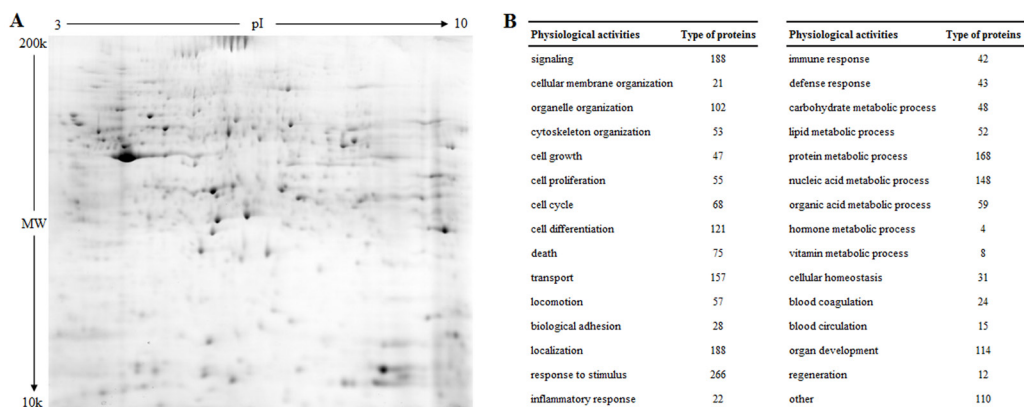 A
3 pI 10
200k
MW
10k
B
Physiological activities Type of proteins
signaling 188
cellular membrane organization 21
organelle organization 102
cytoskeleton organization 53
cell growth 47
cell proliferation 55
cell cycle 68
cell differentiation 121
death 75
transport 157
locomotion 57
biological adhesion 28
localization 188
response to stimulus 266
inflammatory response 22
Physiological activities Type of proteins
immune response 42
defense response 43
carbohydrate metabolic process 48
lipid metabolic process 52
protein metabolic process 168
nucleic acid metabolic process 148
organic acid metabolic process 59
hormone metabolic process 4
vitamin metabolic process 8
cellular homeostasis 31
blood coagulation 24
blood circulation 15
organ development 114
regeneration 12
other 110